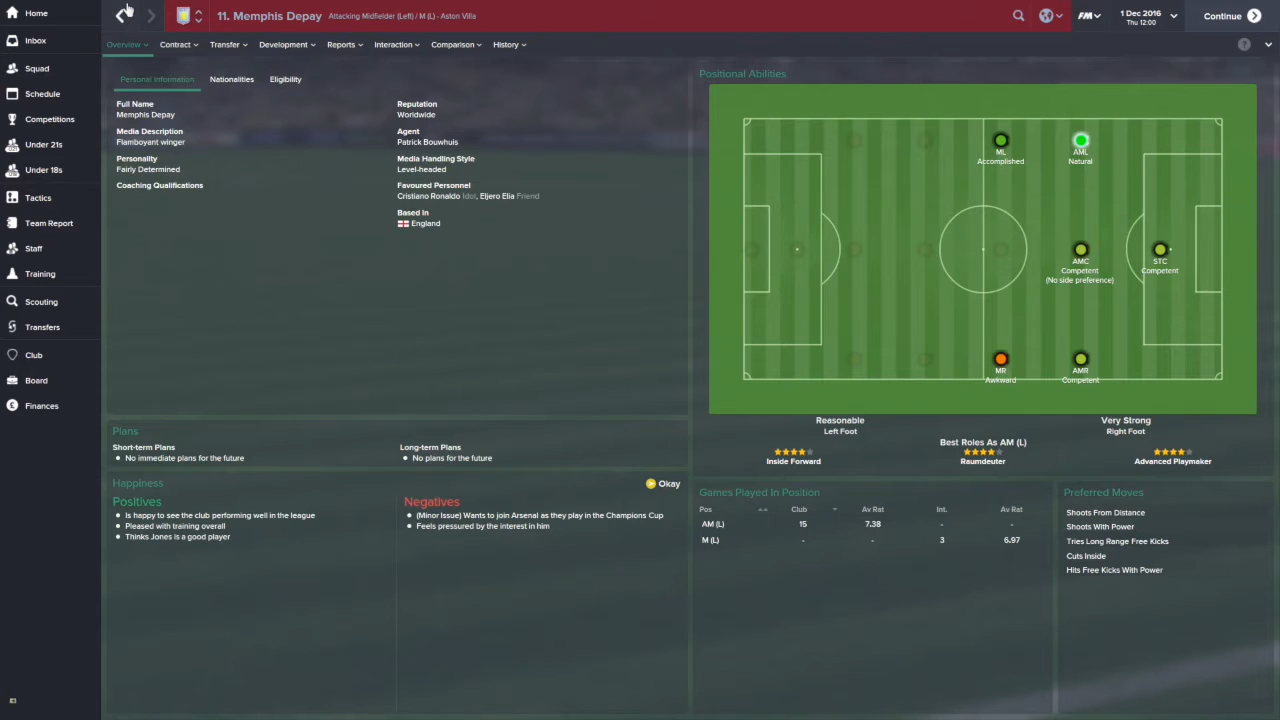 Home
11. Memphis Depay Attacking Midfielder (Left) / M (L) - Aston Villa
FM
1 Dec 2016
Thu 12:00
Continue
Inbox
Squad
Schedule
Competitions
Under 21s
Under 18s
Tactics
Team Report
Staff
Training
Scouting
Transfers
Club
Board
Finances
Overview Contract Transfer Development Reports Interaction Comparison History
?
Personal Information Nationalities Eligibility
Full Name
Memphis Depay
Media Description
Flamboyant winger
Personality
Fairly Determined
Coaching Qualifications
Reputation
Worldwide
Agent
Patrick Bouwhuis
Media Handling Style
Level-headed
Favoured Personnel
Cristiano Ronaldo Idol, Eljero Elia Friend
Based In
England
Plans
Short-term Plans
No immediate plans for the future
Long-term Plans
No plans for the future
Happiness
Okay
Positives
Is happy to see the club performing well in the league
Pleased with training overall
Thinks Jones is a good player
Negatives
(Minor Issue) Wants to join Arsenal as they play in the Champions Cup
Feels pressured by the interest in him
Positional Abilities
ML
Accomplished
AML
Natural
AMC
Competent
(No side preference)
STC
Competent
MR
Awkward
AMR
Competent
Reasonable
Left Foot
Very Strong
Right Foot
Best Roles As AM (L)
Inside Forward
Raumdeuter
Advanced Playmaker
Games Played In Position
Pos Club Av Rat Int. Av Rat
AM (L) 15 7.38 - -
M (L) - - 3 6.97
Preferred Moves
Shoots From Distance
Shoots With Power
Tries Long Range Free Kicks
Cuts Inside
Hits Free Kicks With Power